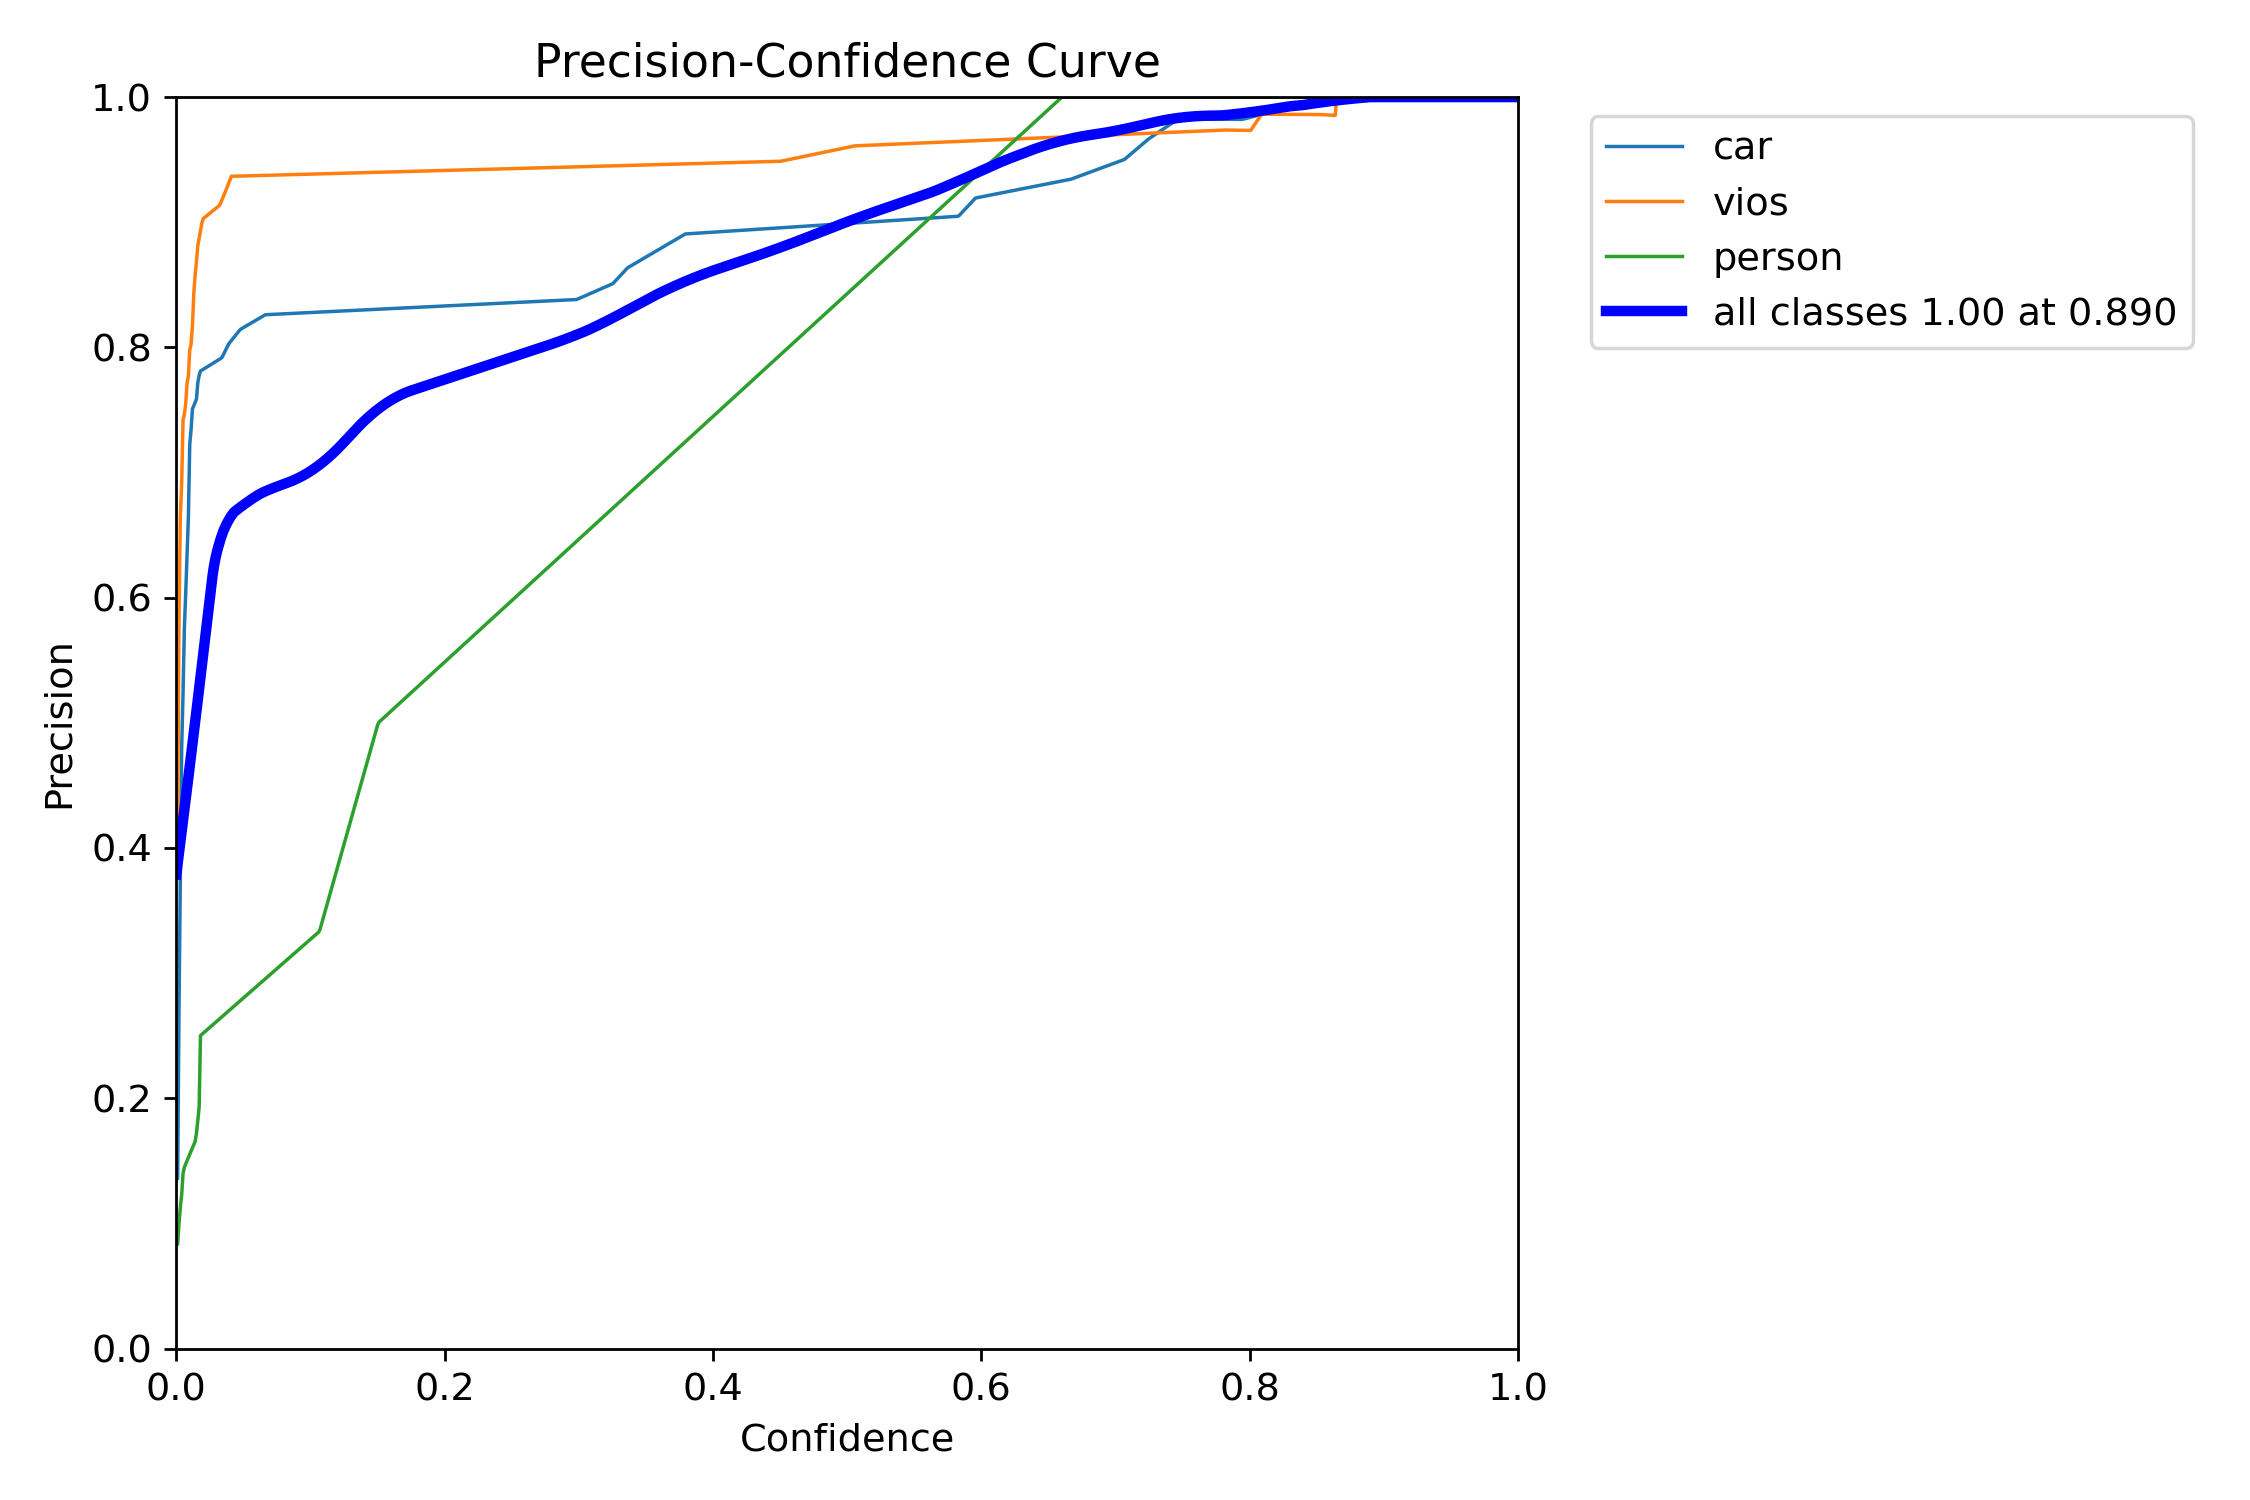 Precision-Confidence Curve
1.0
0.8
0.6
0.4
0.2
0.0
Precision
0.0 0.2 0.4 0.6 0.8 1.0
Confidence
car
vios
person
all classes 1.00 at 0.890